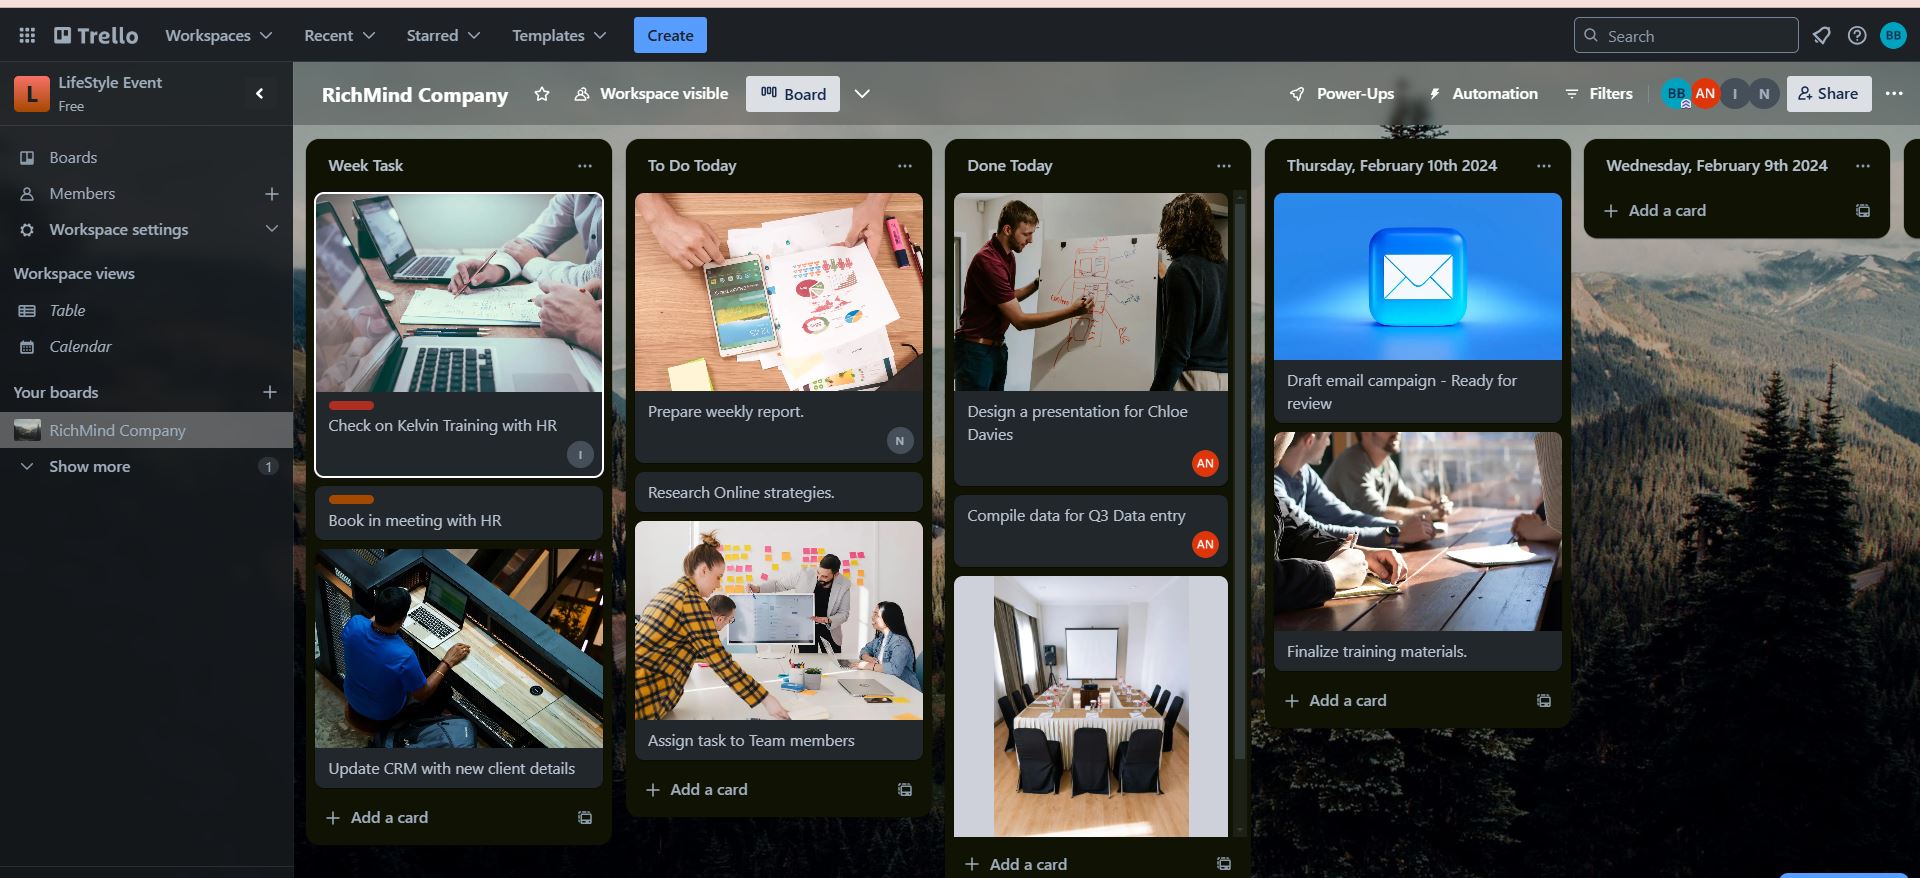 Trello
Workspaces
Recent
Starred
Templates
Create
Search
BB
L
LifeStyle Event
Free
Boards
Members
Workspace settings
Workspace views
Table
Calendar
Your boards
RichMind Company
Show more
1
RichMind Company
Workspace visible
Board
Power-Ups
Automation
Filters
BB
AN
I
N
Share
Week Task
Check on Kelvin Training with HR
I
Book in meeting with HR
Update CRM with new client details
Add a card
To Do Today
Prepare weekly report.
N
Research Online strategies.
Assign task to Team members
Add a card
Done Today
Design a presentation for Chloe
Davies
AN
Compile data for Q3 Data entry
AN
Add a card
Thursday, February 10th 2024
Draft email campaign - Ready for
review
Finalize training materials.
Add a card
Wednesday, February 9th 2024
Add a card